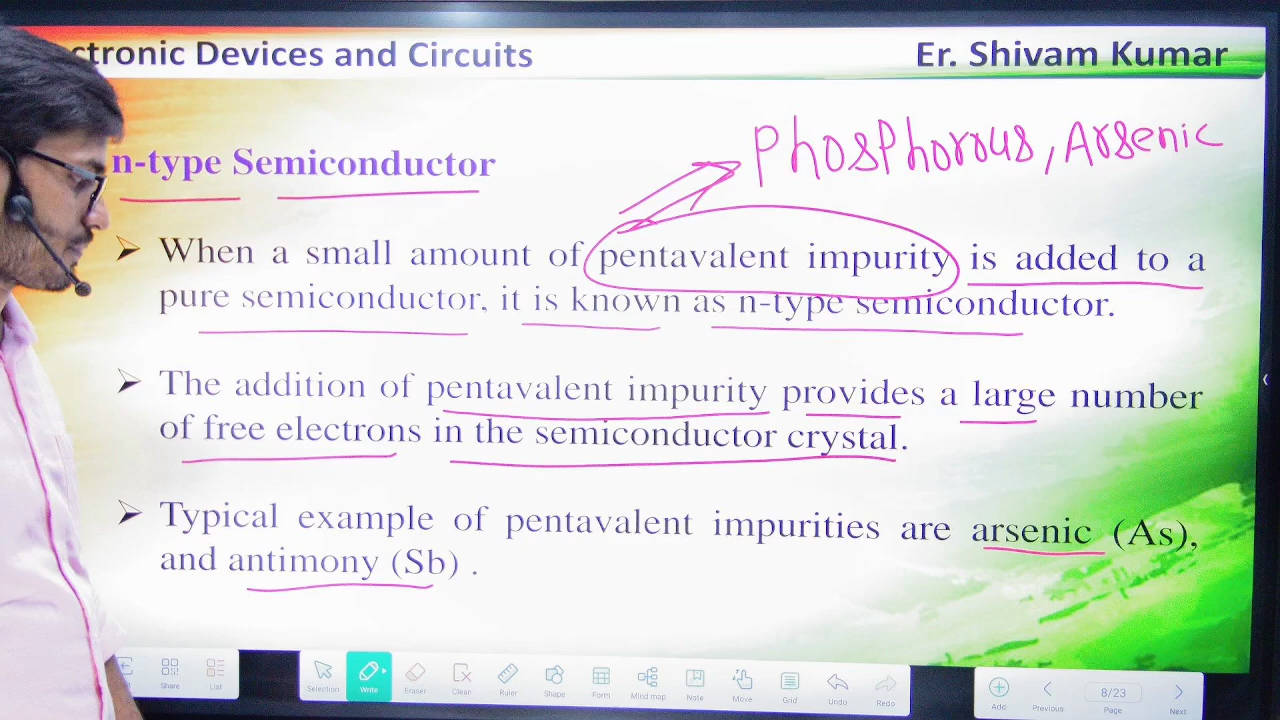 ctronic Devices and Circuits Er. Shivam Kumar
Phosphorrus, Arsenic
n-type Semiconductor
➢ When a small amount of pentavalent impurity is added to a
pure semiconductor, it is known as n-type semiconductor.
➢ The addition of pentavalent impurity provides a large number
of free electrons in the semiconductor crystal.
➢ Typical example of pentavalent impurities are arsenic (As),
and antimony (Sb) .
Share List Selection Write Eraser Clean Ruler Shape Form Mind map Note Move Grid Undo Redo Add Previous 8/23 Page Next